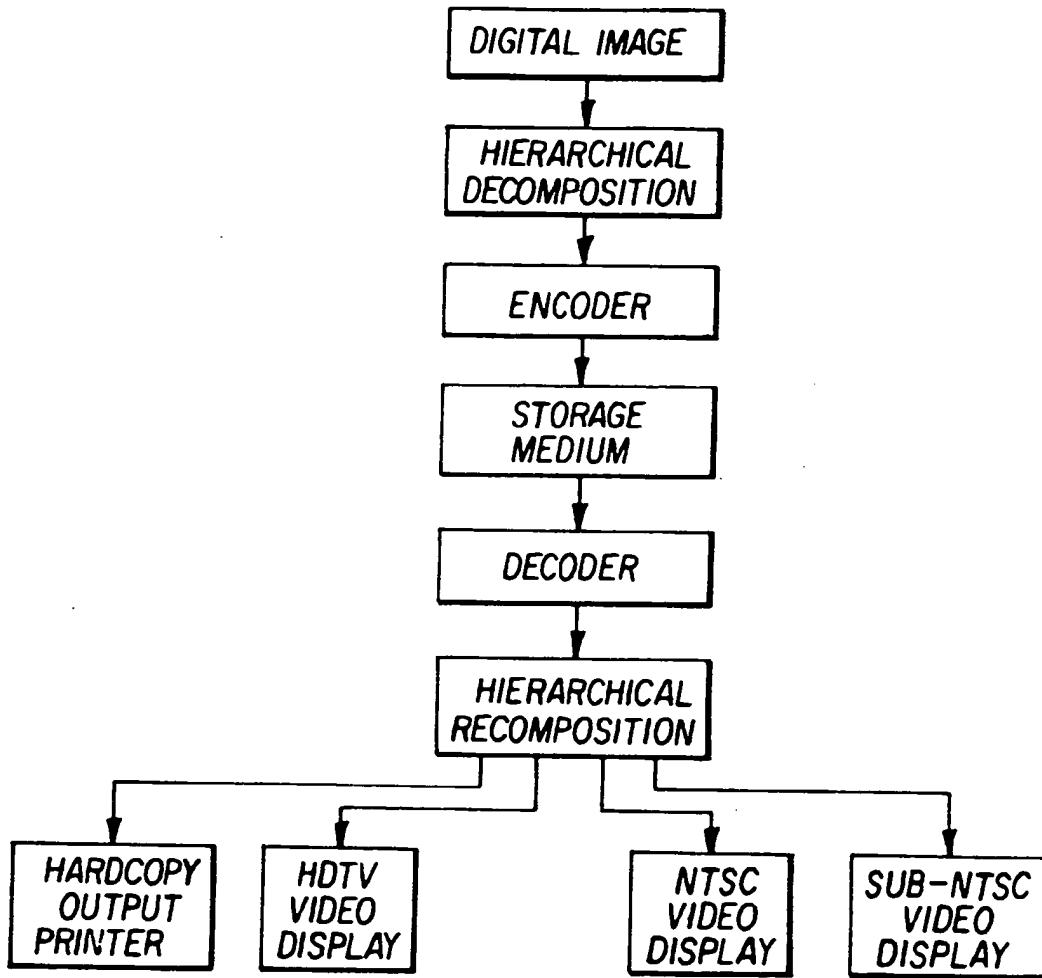 DIGITAL IMAGE
HIERARCHICAL
DECOMPOSITION
ENCODER
STORAGE
MEDIUM
DECODER
HIERARCHICAL
RECOMPOSITION
HARDCOPY
OUTPUT
PRINTER
HDTV
VIDEO
DISPLAY
NTSC
VIDEO
DISPLAY
SUB-NTSC
VIDEO
DISPLAY